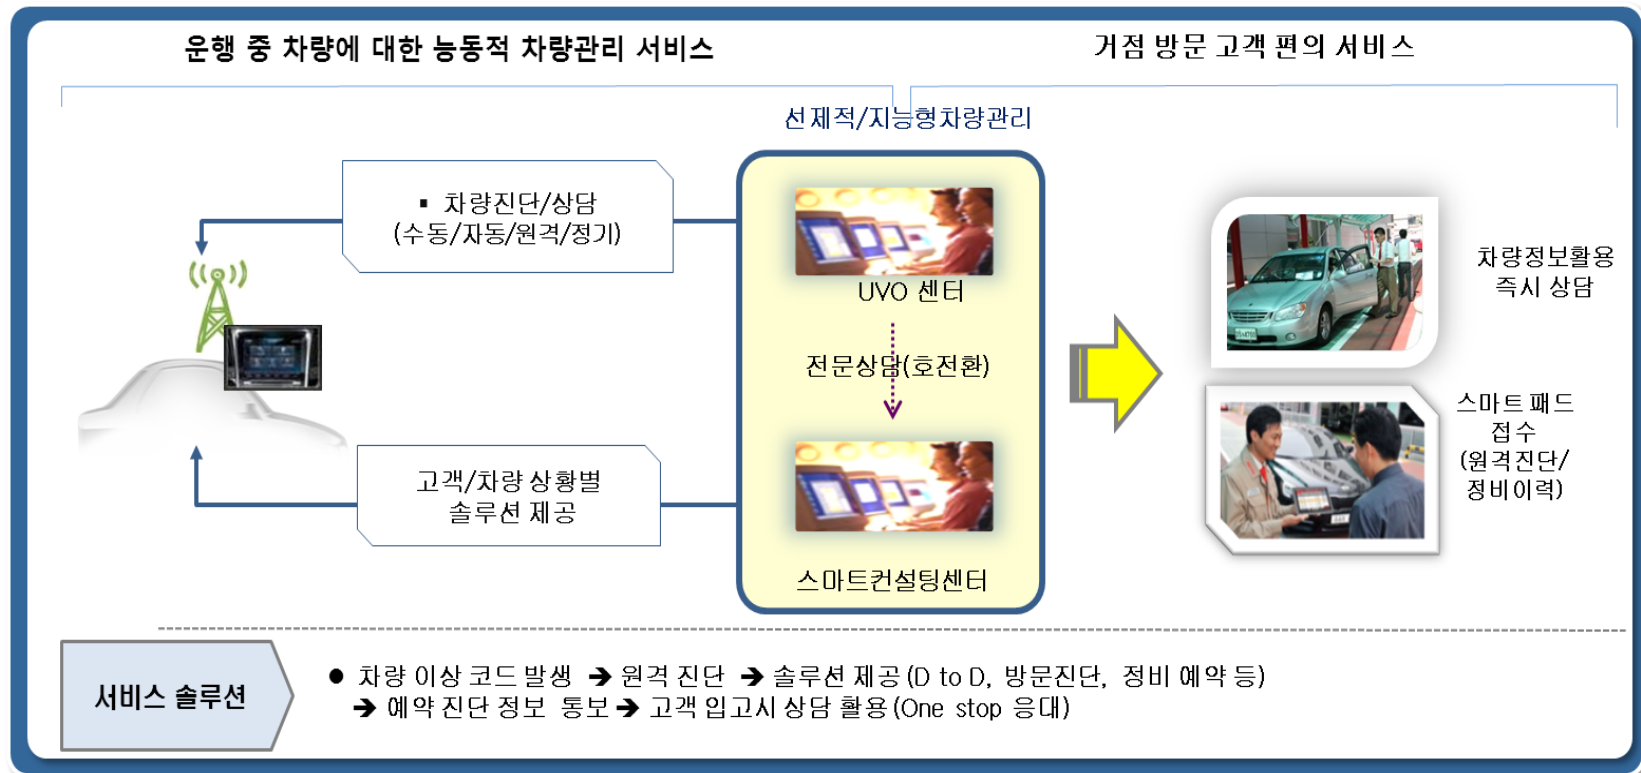 운행 중 차량에 대한 능동적 차량관리 서비스
거점 방문 고객 편의 서비스
선제적/지능형차량관리
▪ 차량진단/상담
(수동/자동/원격/정기)
UVO 센터
전문상담(호전환)
스마트컨설팅센터
고객/차량 상황별
솔루션 제공
차량정보활용
즉시 상담
스마트 패드
접수
(원격진단/
정비이력)
서비스 솔루션
● 차량 이상 코드 발생 ➔ 원격 진단 ➔ 솔루션 제공(D to D, 방문진단, 정비 예약 등)
➔ 예약 진단 정보 통보 ➔ 고객 입고시 상담 활용(One stop 응대)